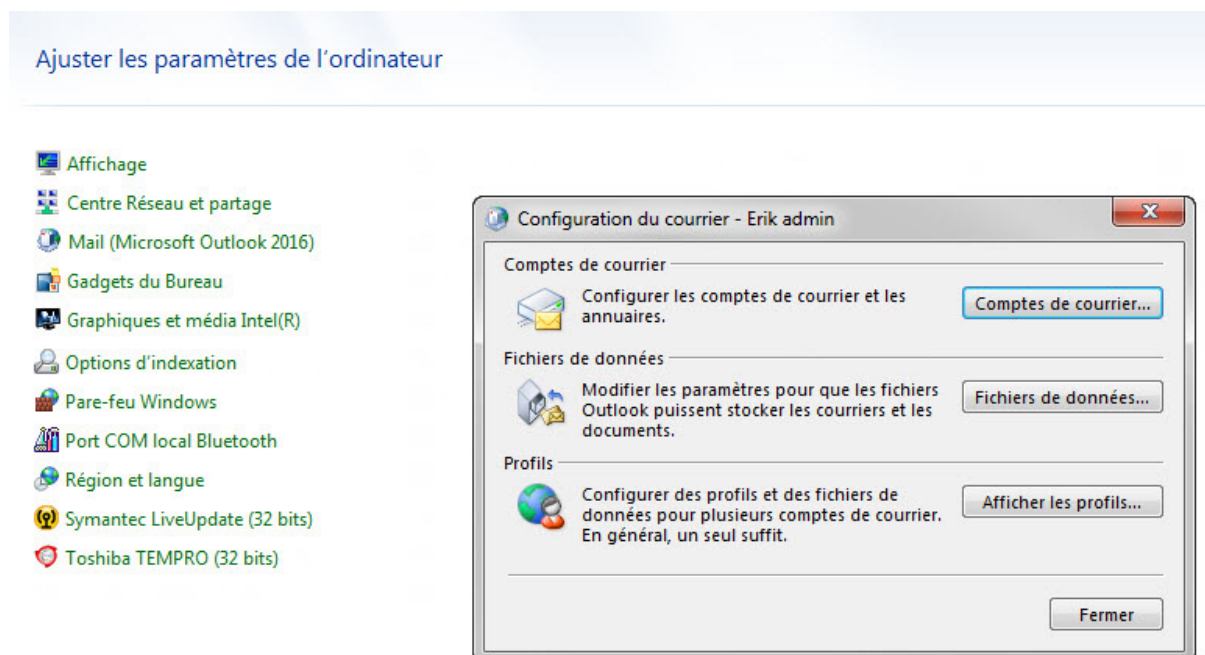 Ajuster les paramètres de l'ordinateur
Affichage
Centre Réseau et partage
Mail (Microsoft Outlook 2016)
Gadgets du Bureau
Graphiques et média Intel(R)
Options d'indexation
Pare-feu Windows
Port COM local Bluetooth
Région et langue
Symantec LiveUpdate (32 bits)
Toshiba TEMPRO (32 bits)
Configuration du courrier - Erik admin
Comptes de courrier
Configurer les comptes de courrier et les
annuaires.
Comptes de courrier...
Fichiers de données
Modifier les paramètres pour que les fichiers
Outlook puissent stocker les courriers et les
documents.
Fichiers de données...
Profils
Configurer des profils et des fichiers de
données pour plusieurs comptes de courrier.
En général, un seul suffit.
Afficher les profils...
Fermer